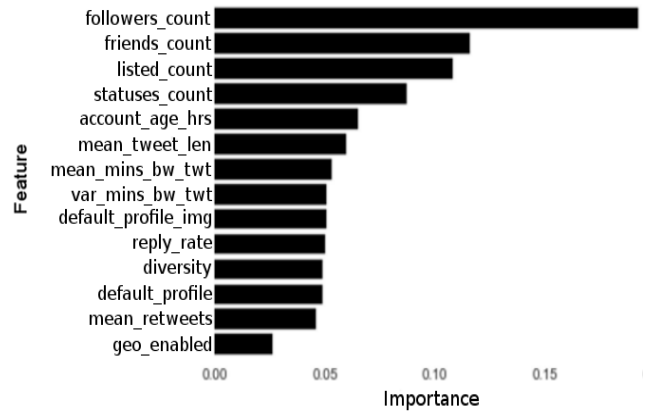 followers_count
friends_count
listed_count
statuses_count
account_age_hrs
mean_tweet_len
mean_mins_bw_twt
var_mins_bw_twt
default_profile_img
reply_rate
diversity
default_profile
mean_retweets
geo_enabled
Feature
0.00 0.05 0.10 0.15
Importance